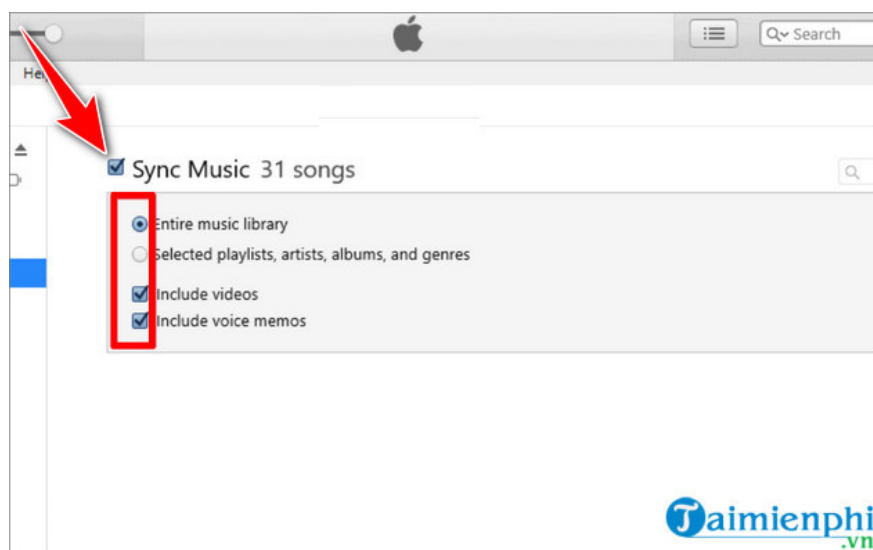 Search
Sync Music 31 songs
Entire music library
Selected playlists, artists, albums, and genres
Include videos
Include voice memos
Taimienphi
.vn